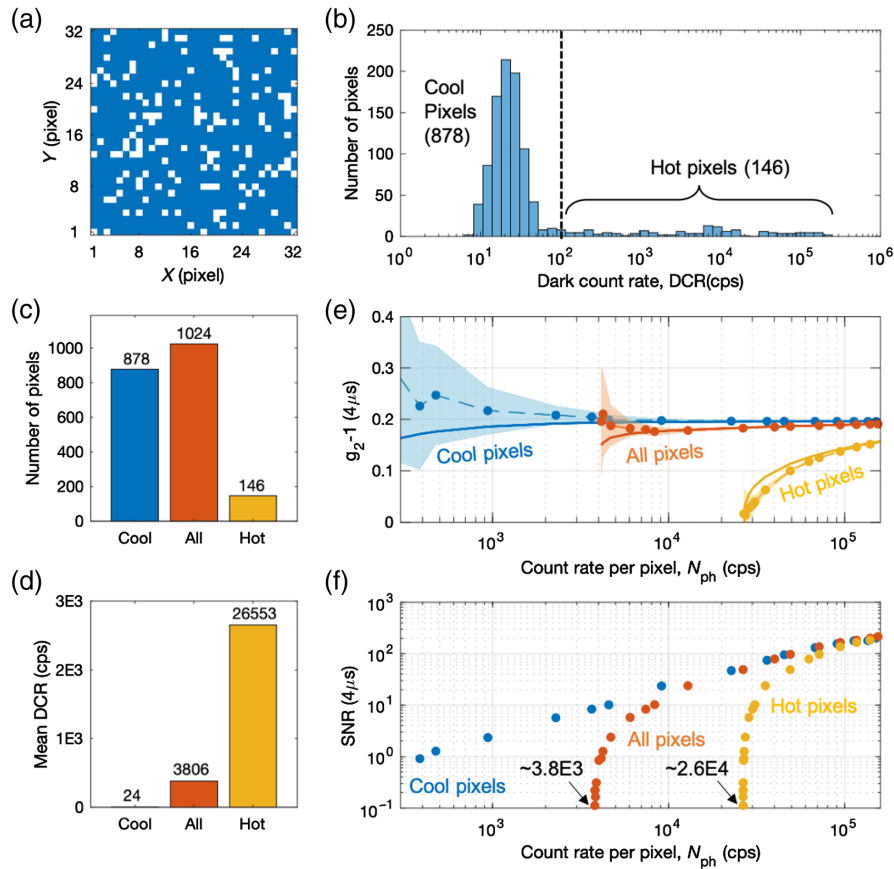 (a)
32
24
16
8
1
Y (pixel)
1 8 16 24 32
X (pixel)
(b)
250
200
150
100
50
0
Number of pixels
Cool
Pixels
(878)
Hot pixels (146)
10^0 10^1 10^2 10^3 10^4 10^5 10^6
Dark count rate, DCR(cps)
(c)
1000
800
600
400
200
0
Number of pixels
878
1024
146
Cool All Hot
(e)
0.4
0.2
0.1
0
g2-1 (4μs)
Cool pixels
All pixels
Hot pixels
10^3 10^4 10^5
Count rate per pixel, Nph (cps)
(d)
3E3
2E3
1E3
0
Mean DCR (cps)
24
3806
26553
Cool All Hot
(f)
10^3
10^2
10^1
10^0
10^-1
SNR (4μs)
Cool pixels
All pixels
Hot pixels
~3.8E3
~2.6E4
10^3 10^4 10^5
Count rate per pixel, Nph (cps)